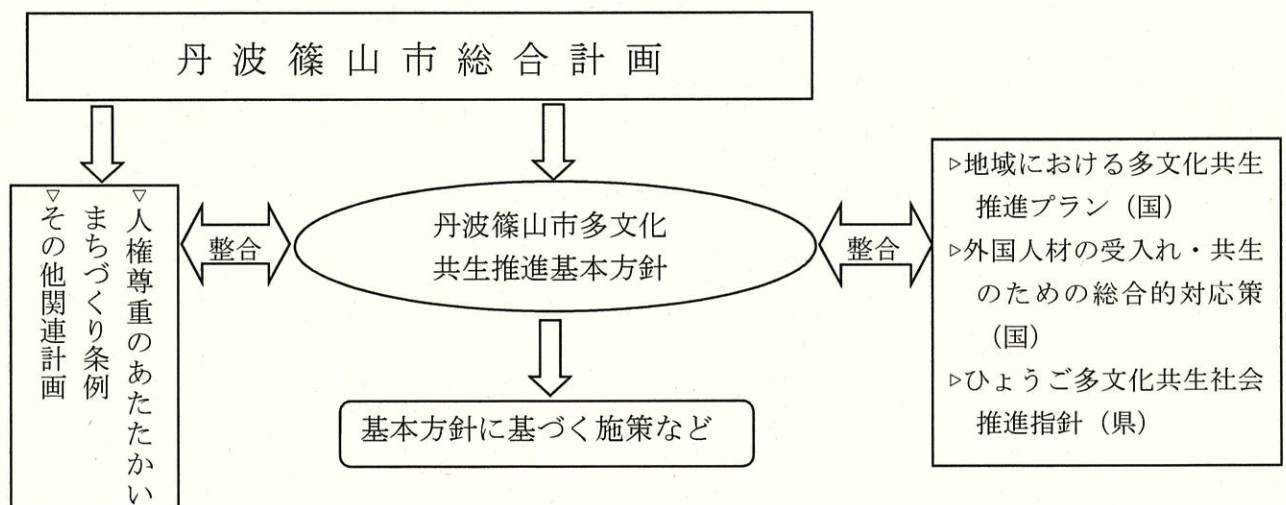 丹波篠山市総合計画
▽人権尊重のあたたかい
まちづくり条例
▽その他関連計画
整合
丹波篠山市多文化
共生推進基本方針
整合
▷地域における多文化共生
推進プラン（国）
▷外国人材の受入れ・共生
のための総合的対応策
（国）
▷ひょうご多文化共生社会
推進指針（県）
基本方針に基づく施策など